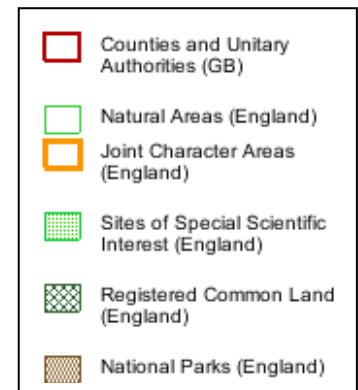 Counties and Unitary
Authorities (GB)
Natural Areas (England)
Joint Character Areas
(England)
Sites of Special Scientific
Interest (England)
Registered Common Land
(England)
National Parks (England)